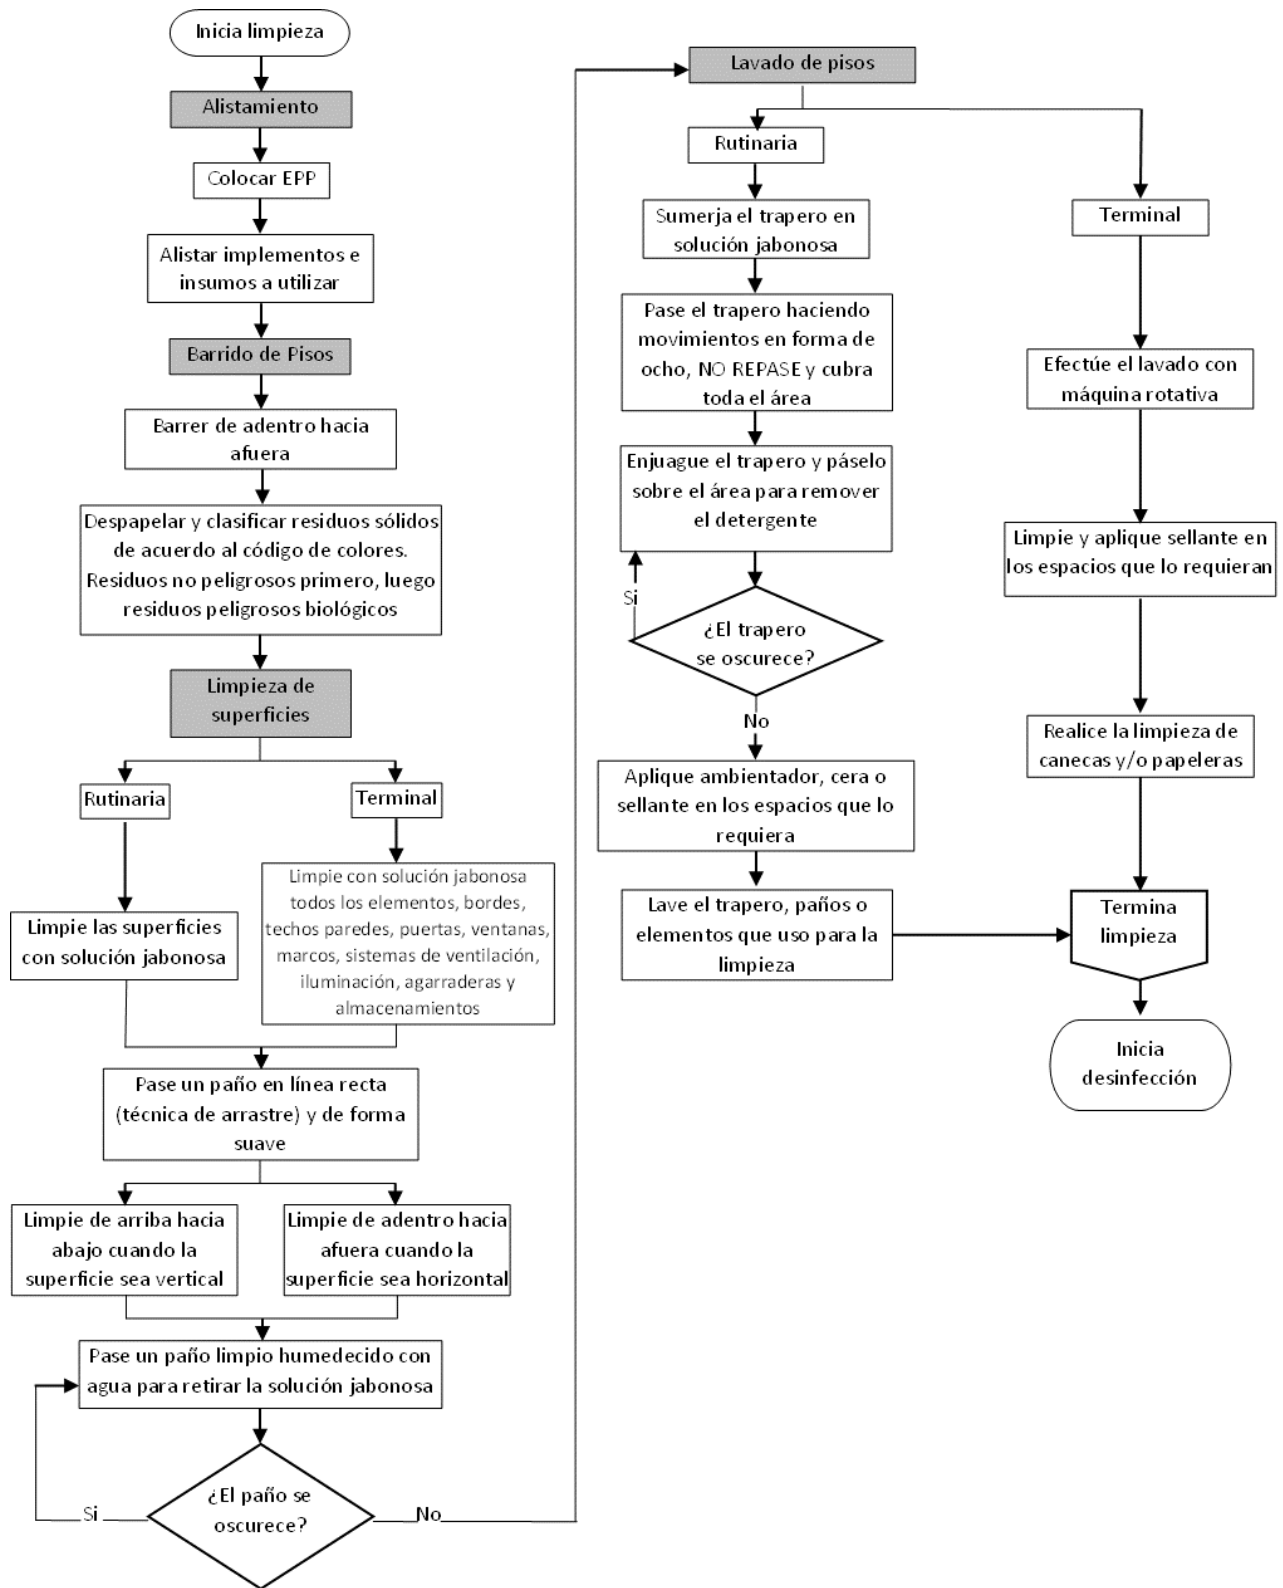 Inicia limpieza
Alistamiento
Colocar EPP
Alistar implementos e
insumos a utilizar
Barrido de Pisos
Barrer de adentro hacia
afuera
Despapelar y clasificar residuos sólidos
de acuerdo al código de colores.
Residuos no peligrosos primero, luego
residuos peligrosos biológicos
Limpieza de
superficies
Rutinaria
Terminal
Limpie las superficies
con solución jabonosa
Limpie con solución jabonosa
todos los elementos, bordes,
techos paredes, puertas, ventanas,
marcos, sistemas de ventilación,
iluminación, agarraderas y
almacenamientos
Pase un paño en línea recta
(técnica de arrastre) y de forma
suave
Limpie de arriba hacia
abajo cuando la
superficie sea vertical
Limpie de adentro hacia
afuera cuando la
superficie sea horizontal
Pase un paño limpio humedecido con
agua para retirar la solución jabonosa
¿El paño se
oscurece?
Si
No
Lavado de pisos
Rutinaria
Sumerja el trapero en
solución jabonosa
Pase el trapero haciendo
movimientos en forma de
ocho, NO REPASE y cubra
toda el área
Enjuague el trapero y páselo
sobre el área para remover
el detergente
Si
¿El trapero
se oscurece?
No
Aplique ambientador, cera o
sellante en los espacios que lo
requiera
Lave el trapero, paños o
elementos que uso para la
limpieza
Terminal
Efectúe el lavado con
máquina rotativa
Limpie y aplique sellante en
los espacios que lo requieran
Realice la limpieza de
canecas y/o papeleras
Termina
limpieza
Inicia
desinfección